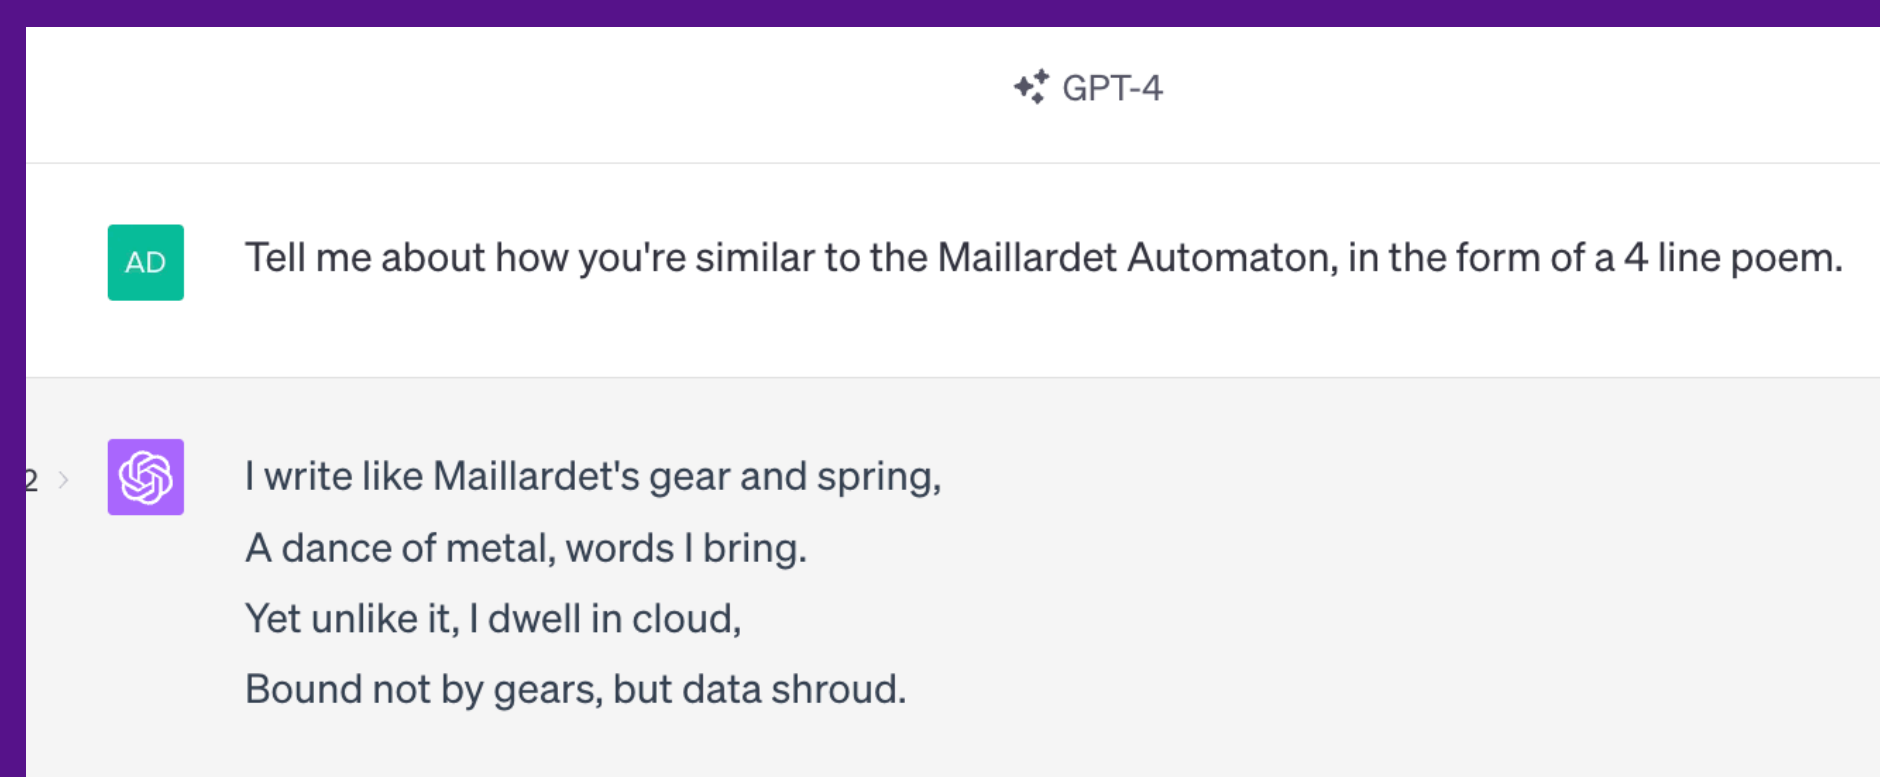 GPT-4
AD
Tell me about how you're similar to the Maillardet Automaton, in the form of a 4 line poem.
2 >
I write like Maillardet's gear and spring,
A dance of metal, words I bring.
Yet unlike it, I dwell in cloud,
Bound not by gears, but data shroud.